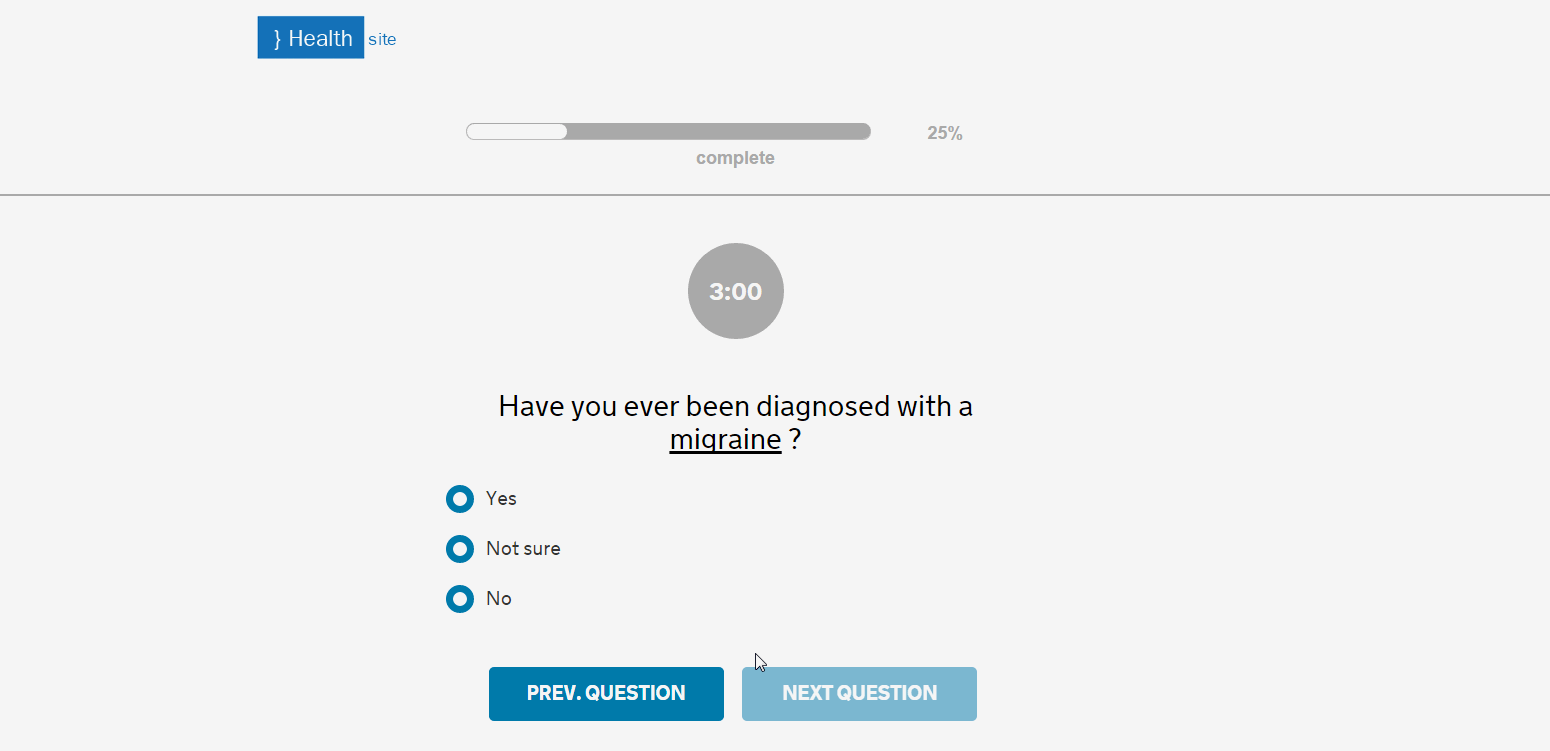 } Health site
25%
complete
3:00
Have you ever been diagnosed with a
migraine ?
Yes
Not sure
No
PREV. QUESTION
NEXT QUESTION